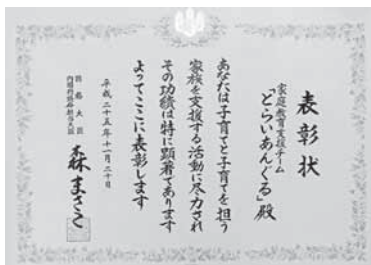 表彰状
家庭教育支援チーム
「とらいあんぐる」殿
あなたは子育てと子育てを担う
家族を支援する活動に尽力され
その功績は特に顕著であります
よってここに表彰します
平成二十五年十一月二十日
内閣府特命担当大臣
森まさこ